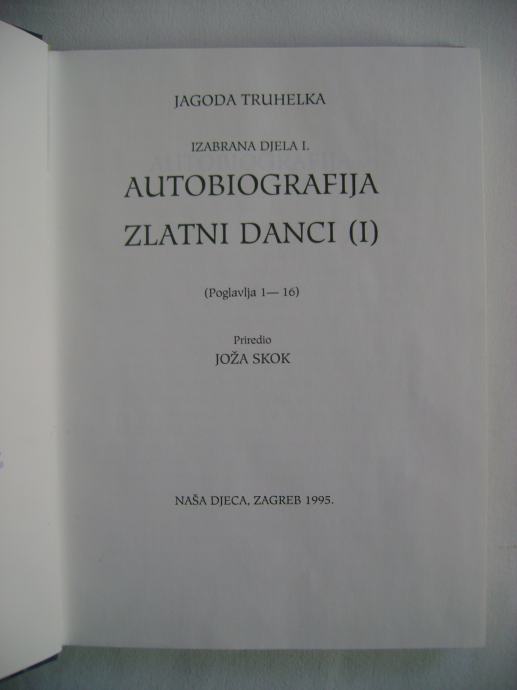 JAGODA TRUHELKA
IZABRANA DJELA I.
AUTOBIOGRAFIJA
ZLATNI DANCI (I)
(Poglavlja 1— 16)
Priredio
JOŽA SKOK
NAŠA DJECA, ZAGREB 1995.